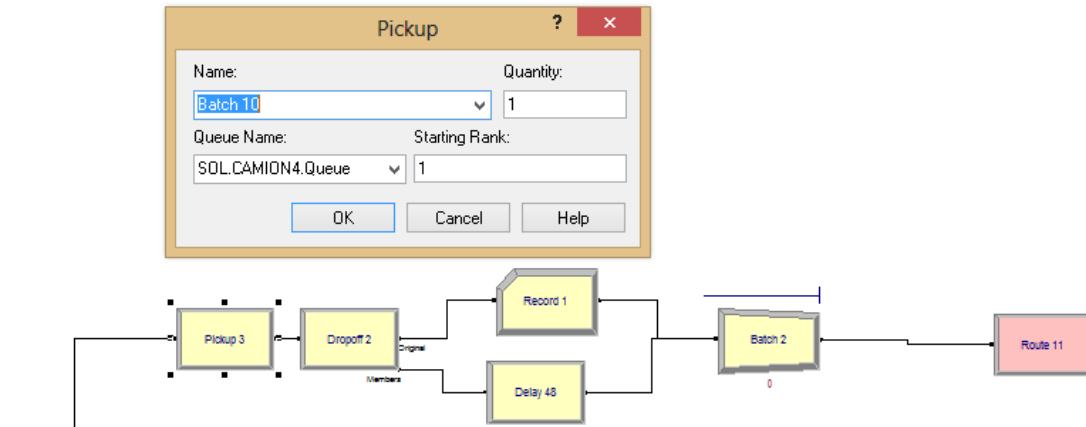 Pickup
?
×
Name:
Quantity:
Batch 10
1
Queue Name:
Starting Rank:
SOL.CAMION4.Queue
1
OK
Cancel
Help
Record 1
Pickup 3
Dropoff 2
Original
Members
Batch 2
Route 11
Delay 48
0